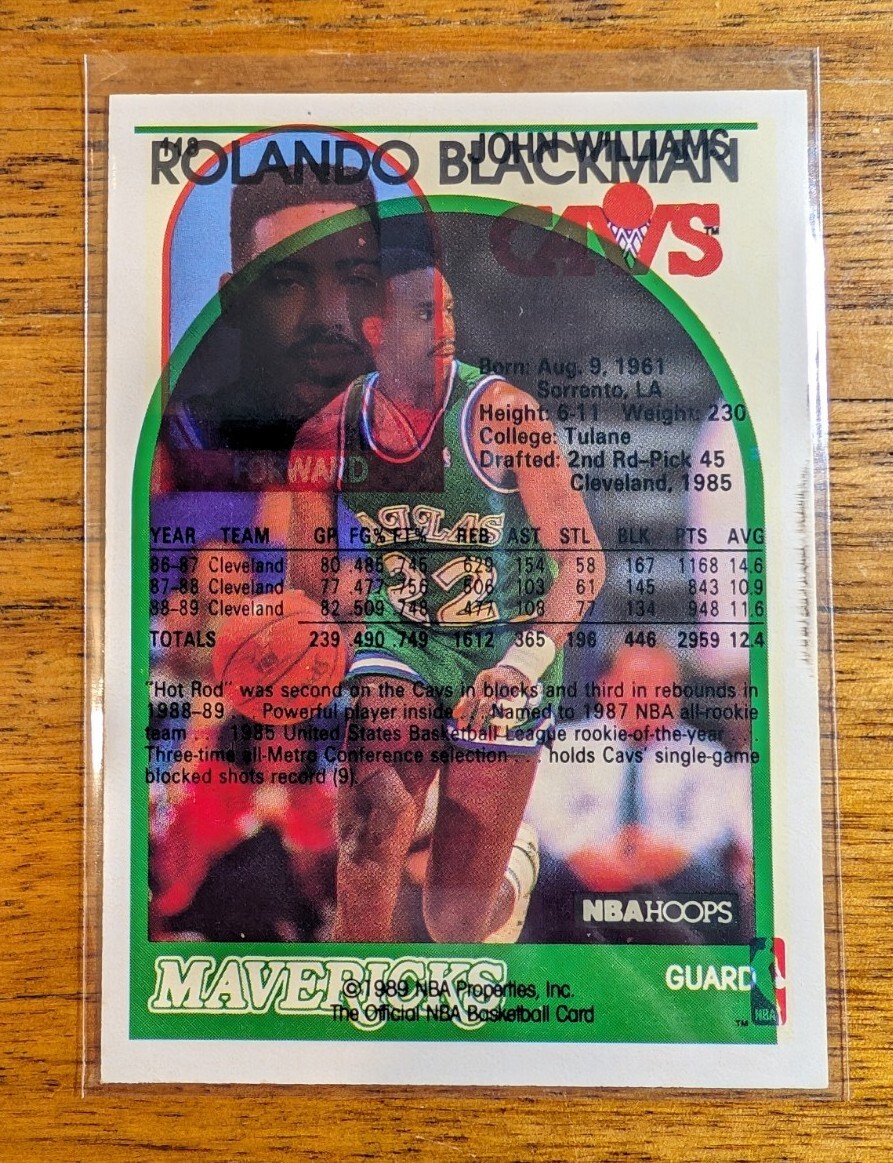 118
JOHN WILLIAMS
ROLANDO BLACKMAN
CAVS™
Born: Aug. 9, 1961
Sorrento, LA
Height: 6-11 Weight: 230
College: Tulane
Drafted: 2nd Rd-Pick 45
Cleveland, 1985
FORWARD
YEAR TEAM GP FG% FT% REB AST STL BLK PTS AVG
86-87 Cleveland 80 .485 .745 629 154 58 167 1168 14.6
87-88 Cleveland 77 .477 .756 506 103 61 145 843 10.9
88-89 Cleveland 82 .509 .748 477 108 77 134 948 11.6
TOTALS 239 .490 .749 1612 365 196 446 2959 12.4
DALLAS
22
"Hot Rod" was second on the Cavs in blocks and third in rebounds in
1988-89 . . . Powerful player inside . . . Named to 1987 NBA all-rookie
team . . . 1985 United States Basketball League rookie-of-the-year . . .
Three-time all-Metro Conference selection . . . holds Cavs' single-game
blocked shots record (9).
NBA HOOPS
MAVERICKS
GUARD
©1989 NBA Properties, Inc.
The Official NBA Basketball Card
™
NBA